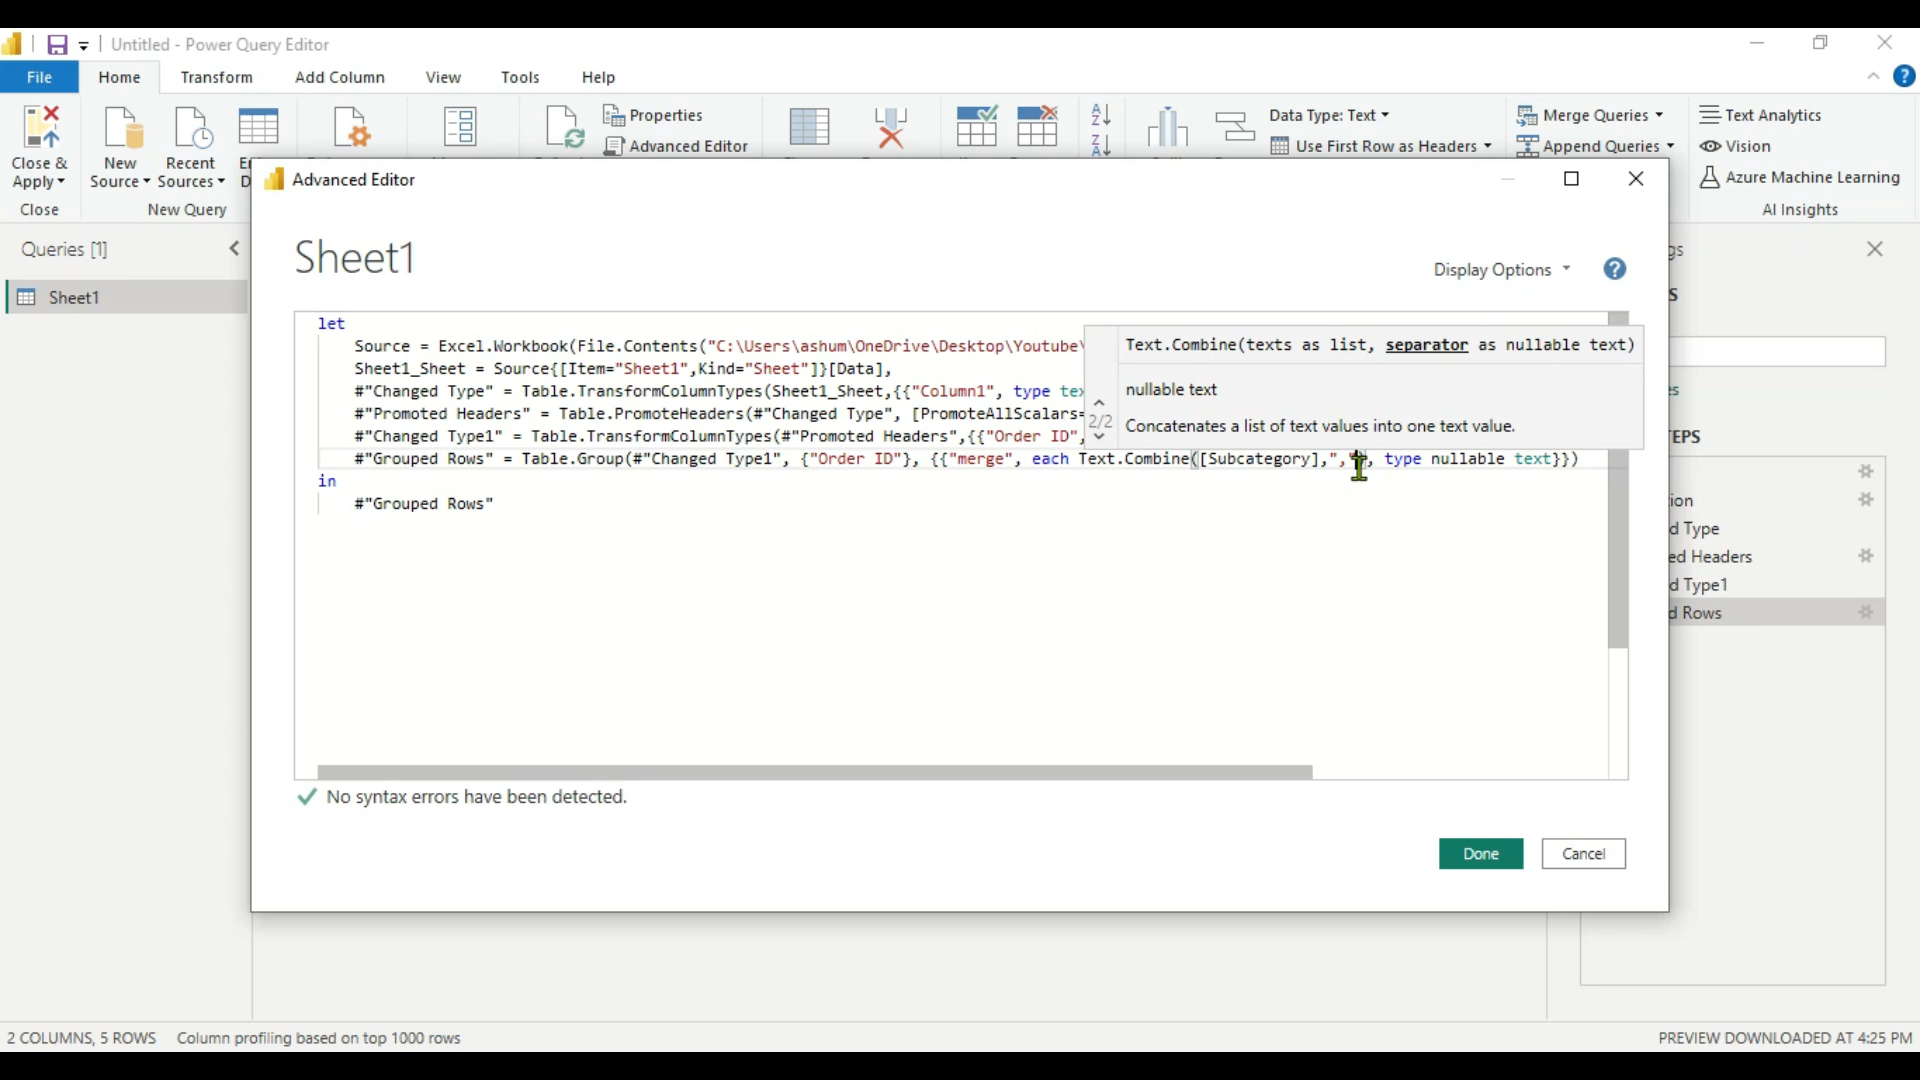 Untitled - Power Query Editor
File Home Transform Add Column View Tools Help
Close & Apply
New Source
Recent Sources
Properties
Advanced Editor
Data Type: Text
Use First Row as Headers
Merge Queries
Append Queries
Text Analytics
Vision
Azure Machine Learning
Close
New Query
AI Insights
Queries [1]
Sheet1
Advanced Editor
Sheet1
Display Options
let
Source = Excel.Workbook(File.Contents("C:\Users\ashum\OneDrive\Desktop\Youtube\
Sheet1_Sheet = Source{[Item="Sheet1",Kind="Sheet"]}[Data],
#"Changed Type" = Table.TransformColumnTypes(Sheet1_Sheet,{{"Column1", type tex
#"Promoted Headers" = Table.PromoteHeaders(#"Changed Type", [PromoteAllScalars=
#"Changed Type1" = Table.TransformColumnTypes(#"Promoted Headers",{{"Order ID",
#"Grouped Rows" = Table.Group(#"Changed Type1", {"Order ID"}, {{"merge", each Text.Combine([Subcategory],","), type nullable text}})
in
#"Grouped Rows"
Text.Combine(texts as list, separator as nullable text)
nullable text
2/2
Concatenates a list of text values into one text value.
No syntax errors have been detected.
Done
Cancel
gs
S
es
TEPS
ion
d Type
ed Headers
d Type1
d Rows
2 COLUMNS, 5 ROWS
Column profiling based on top 1000 rows
PREVIEW DOWNLOADED AT 4:25 PM